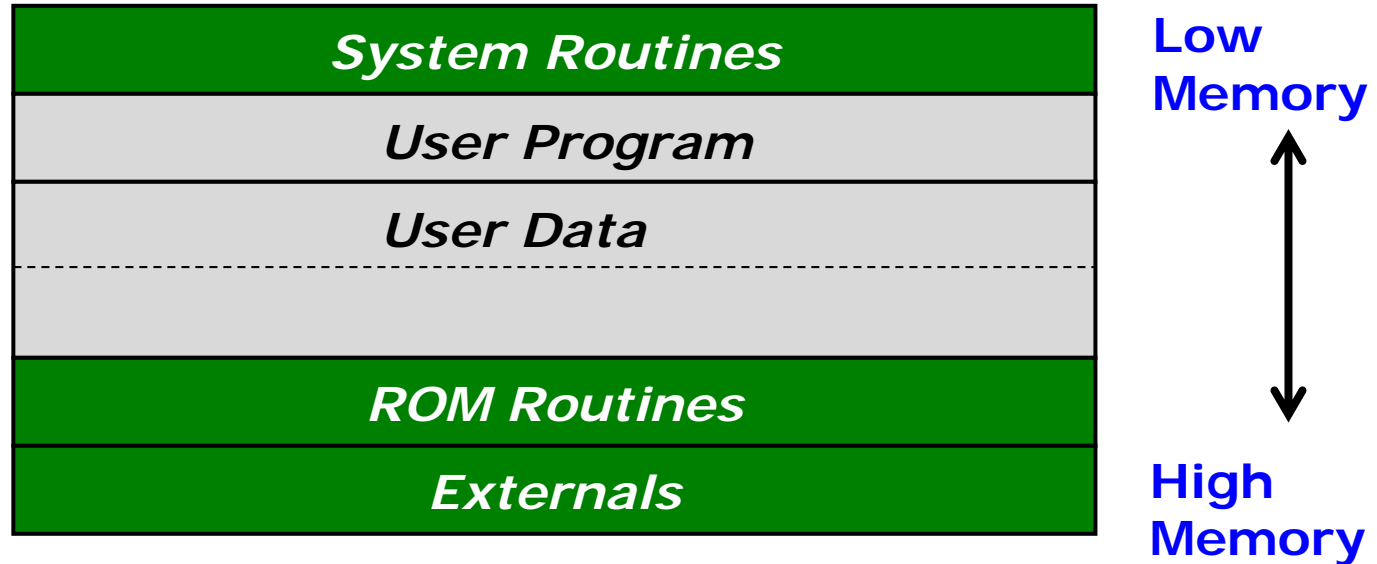 System Routines
User Program
User Data
ROM Routines
Externals
Low
Memory
High
Memory